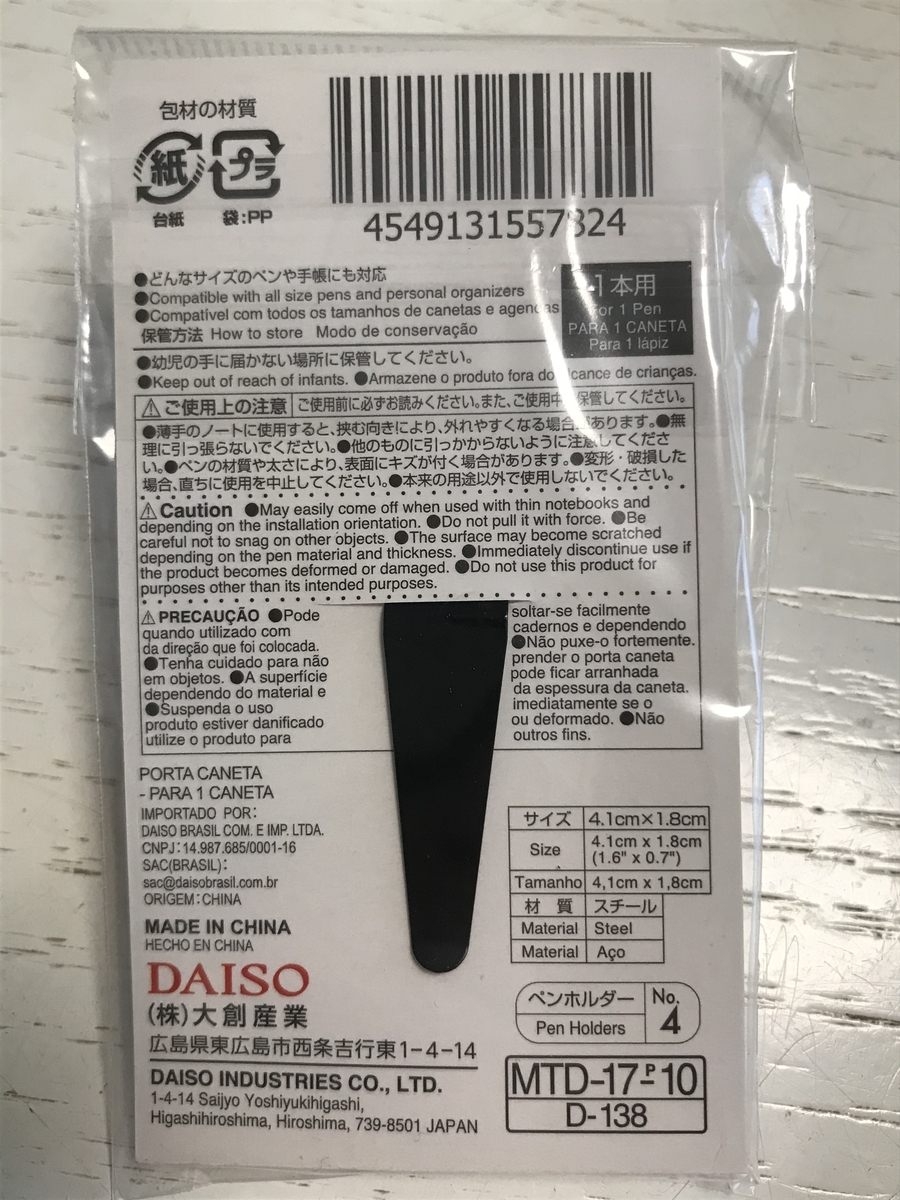 包材の材質
紙
プラ
台紙 袋:PP
4549131557824
●どんなサイズのペンや手帳にも対応
●Compatible with all size pens and personal organizers
●Compatível com todos os tamanhos de canetas e agendas
1本用
For 1 Pen
PARA 1 CANETA
Para 1 lápiz
保管方法 How to store Modo de conservação
●幼児の手に届かない場所に保管してください。
●Keep out of reach of infants. ●Armazene o produto fora do alcance de crianças.
⚠ご使用上の注意 ご使用前に必ずお読みください。また、ご使用中 保管してください。
●薄手のノートに使用すると、挟む向きにより、外れやすくなる場合があります。●無
理に引っ張らないでください。●他のものに引っかからないように注意してくださ
い。●ペンの材質や太さにより、表面にキズが付く場合があります。●変形・破損した
場合、直ちに使用を中止してください。●本来の用途以外で使用しないでください。
⚠Caution ●May easily come off when used with thin notebooks and
depending on the installation orientation. ●Do not pull it with force. ●Be
careful not to snag on other objects. ●The surface may become scratched
depending on the pen material and thickness. ●Immediately discontinue use if
the product becomes deformed or damaged. ●Do not use this product for
purposes other than its intended purposes.
⚠PRECAUÇÃO ●Pode
quando utilizado com
da direção que foi colocada.
●Tenha cuidado para não
em objetos. ●A superfície
dependendo do material e
●Suspenda o uso
produto estiver danificado
utilize o produto para
soltar-se facilmente
cadernos e dependendo
●Não puxe-o fortemente.
prender o porta caneta
pode ficar arranhada
da espessura da caneta.
imediatamente se o
ou deformado. ●Não
outros fins.
PORTA CANETA
- PARA 1 CANETA
IMPORTADO POR:
DAISO BRASIL COM. E IMP. LTDA.
CNPJ:14.987.685/0001-16
SAC(BRASIL):
sac@daisobrasil.com.br
ORIGEM:CHINA
MADE IN CHINA
HECHO EN CHINA
DAISO
(株)大創産業
広島県東広島市西条吉行東1-4-14
DAISO INDUSTRIES CO., LTD.
1-4-14 Saijyo Yoshiyukihigashi,
Higashihiroshima, Hiroshima, 739-8501 JAPAN
サイズ 4.1cm×1.8cm
Size 4.1cm x 1.8cm
(1.6" x 0.7")
Tamanho 4,1cm x 1,8cm
材 質 スチール
Material Steel
Material Aço
ペンホルダー
Pen Holders
No.
4
MTD-17-P-10
D-138